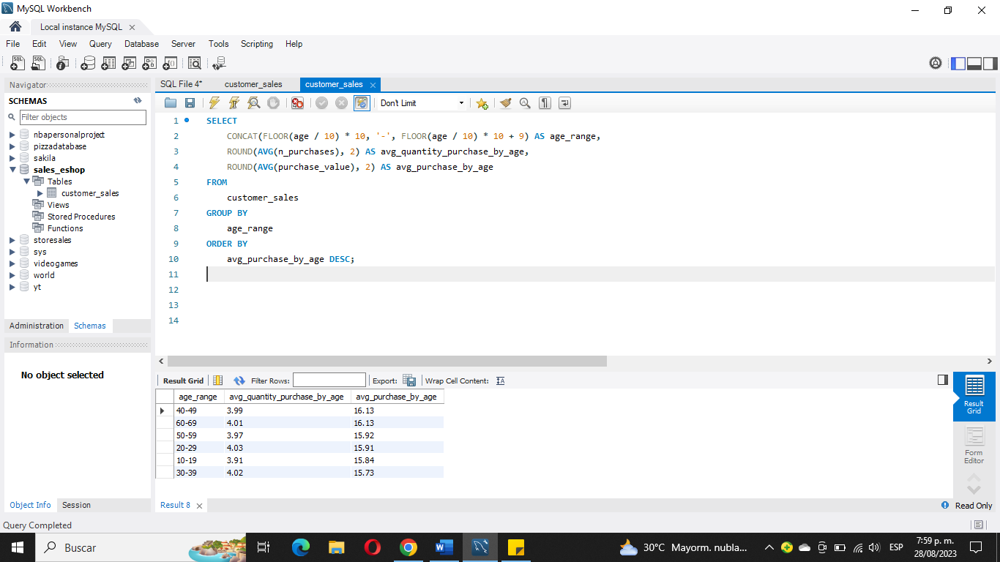 MySQL Workbench
Local instance MySQL
File Edit View Query Database Server Tools Scripting Help
Navigator
SCHEMAS
Filter objects
nbapersonalproject
pizzadatabase
sakila
sales_eshop
Tables
customer_sales
Views
Stored Procedures
Functions
storesales
sys
videogames
world
yt
Administration Schemas
Information
No object selected
Object Info Session
SQL File 4* customer_sales customer_sales
Don't Limit
1 SELECT
2 CONCAT(FLOOR(age / 10) * 10, '-', FLOOR(age / 10) * 10 + 9) AS age_range,
3 ROUND(AVG(n_purchases), 2) AS avg_quantity_purchase_by_age,
4 ROUND(AVG(purchase_value), 2) AS avg_purchase_by_age
5 FROM
6 customer_sales
7 GROUP BY
8 age_range
9 ORDER BY
10 avg_purchase_by_age DESC;
11
12
13
14
Result Grid Filter Rows: Export: Wrap Cell Content:
age_range avg_quantity_purchase_by_age avg_purchase_by_age
40-49 3.99 16.13
60-69 4.01 16.13
50-59 3.97 15.92
20-29 4.03 15.91
10-19 3.91 15.84
30-39 4.02 15.73
Result
Grid
Form
Editor
Result 8
Read Only
Query Completed
Buscar
30°C Mayorm. nubla...
ESP
7:59 p. m.
28/08/2023